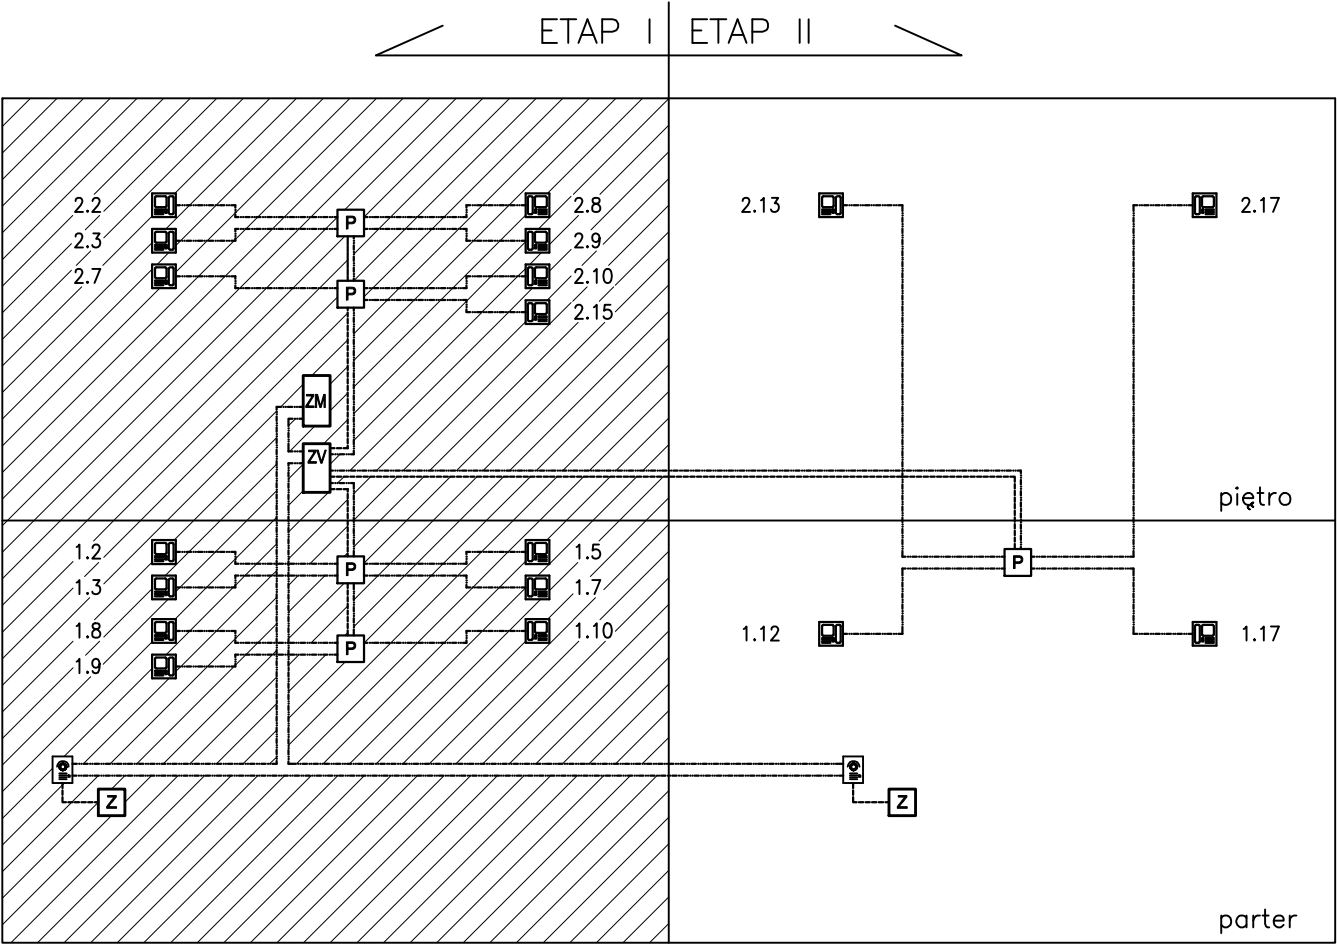 ETAP I ETAP II
2.2 P 2.8 2.13 2.17
2.3 2.9
2.7 P 2.10
2.15
ZM
ZV
piętro
1.2 1.5
P P
1.3 1.7
1.8 1.10 1.12 1.17
P
1.9
Z Z
parter